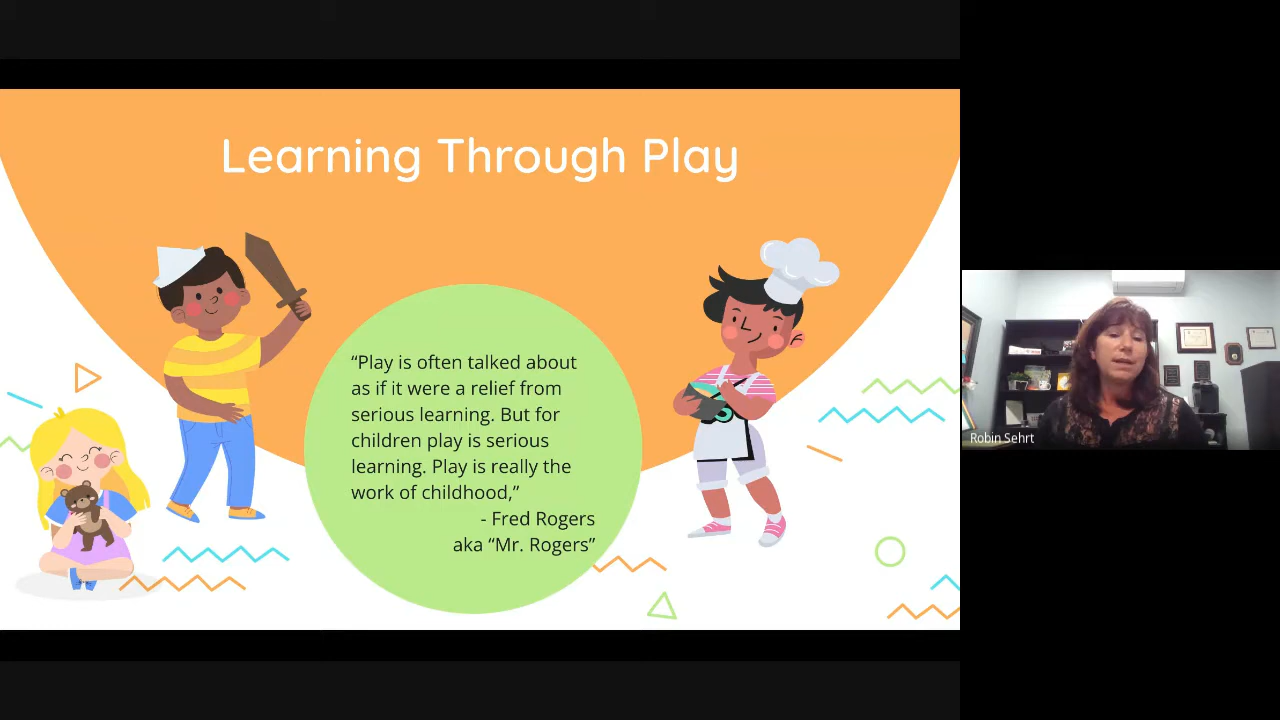 Learning Through Play
“Play is often talked about
as if it were a relief from
serious learning. But for
children play is serious
learning. Play is really the
work of childhood,”
- Fred Rogers
aka “Mr. Rogers”
Robin Sehrt